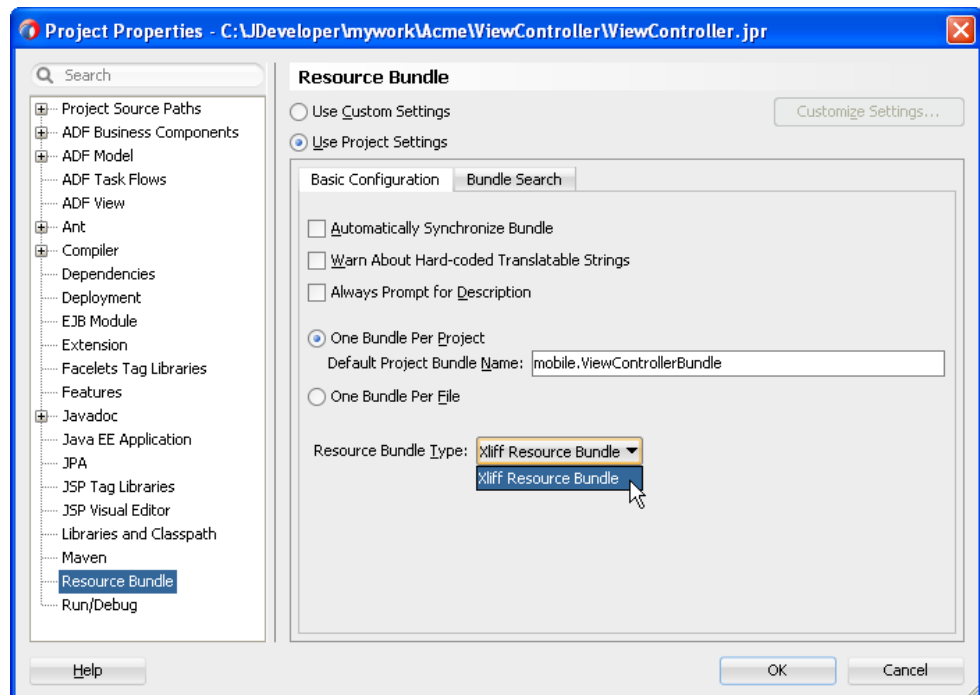 Project Properties - C:\JDeveloper\mywork\Acme\ViewController\ViewController.jpr
Search
Project Source Paths
ADF Business Components
ADF Model
ADF Task Flows
ADF View
Ant
Compiler
Dependencies
Deployment
EJB Module
Extension
Facelets Tag Libraries
Features
Javadoc
Java EE Application
JPA
JSP Tag Libraries
JSP Visual Editor
Libraries and Classpath
Maven
Resource Bundle
Run/Debug
Resource Bundle
Use Custom Settings
Customize Settings...
Use Project Settings
Basic Configuration
Bundle Search
Automatically Synchronize Bundle
Warn About Hard-coded Translatable Strings
Always Prompt for Description
One Bundle Per Project
Default Project Bundle Name: mobile.ViewControllerBundle
One Bundle Per File
Resource Bundle Type: Xliff Resource Bundle
Xliff Resource Bundle
Help
OK
Cancel